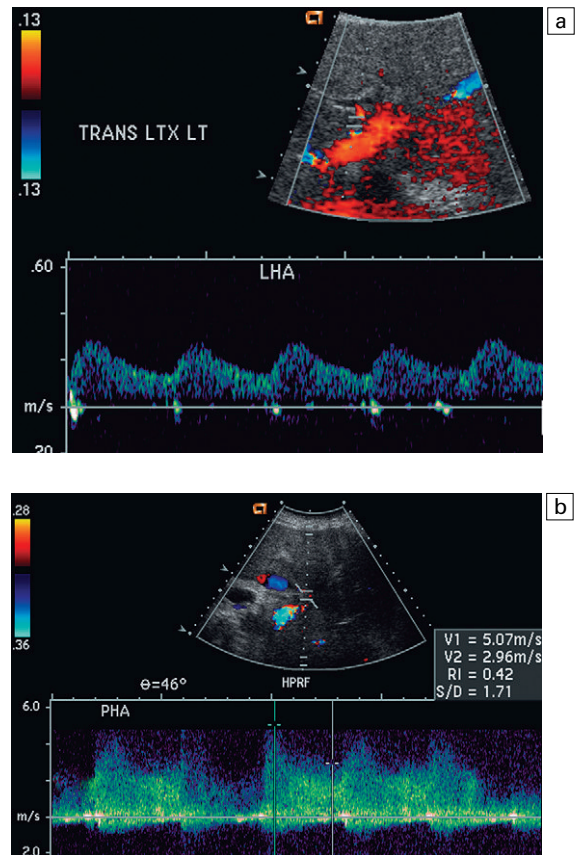 a
.13
.13
TRANS LTX LT
.60
LHA
m/s
.20
b
.28
.36
V1 = 5.07m/s
V2 = 2.96m/s
RI = 0.42
S/D = 1.71
θ=46°
HPRF
6.0
PHA
m/s
2.0